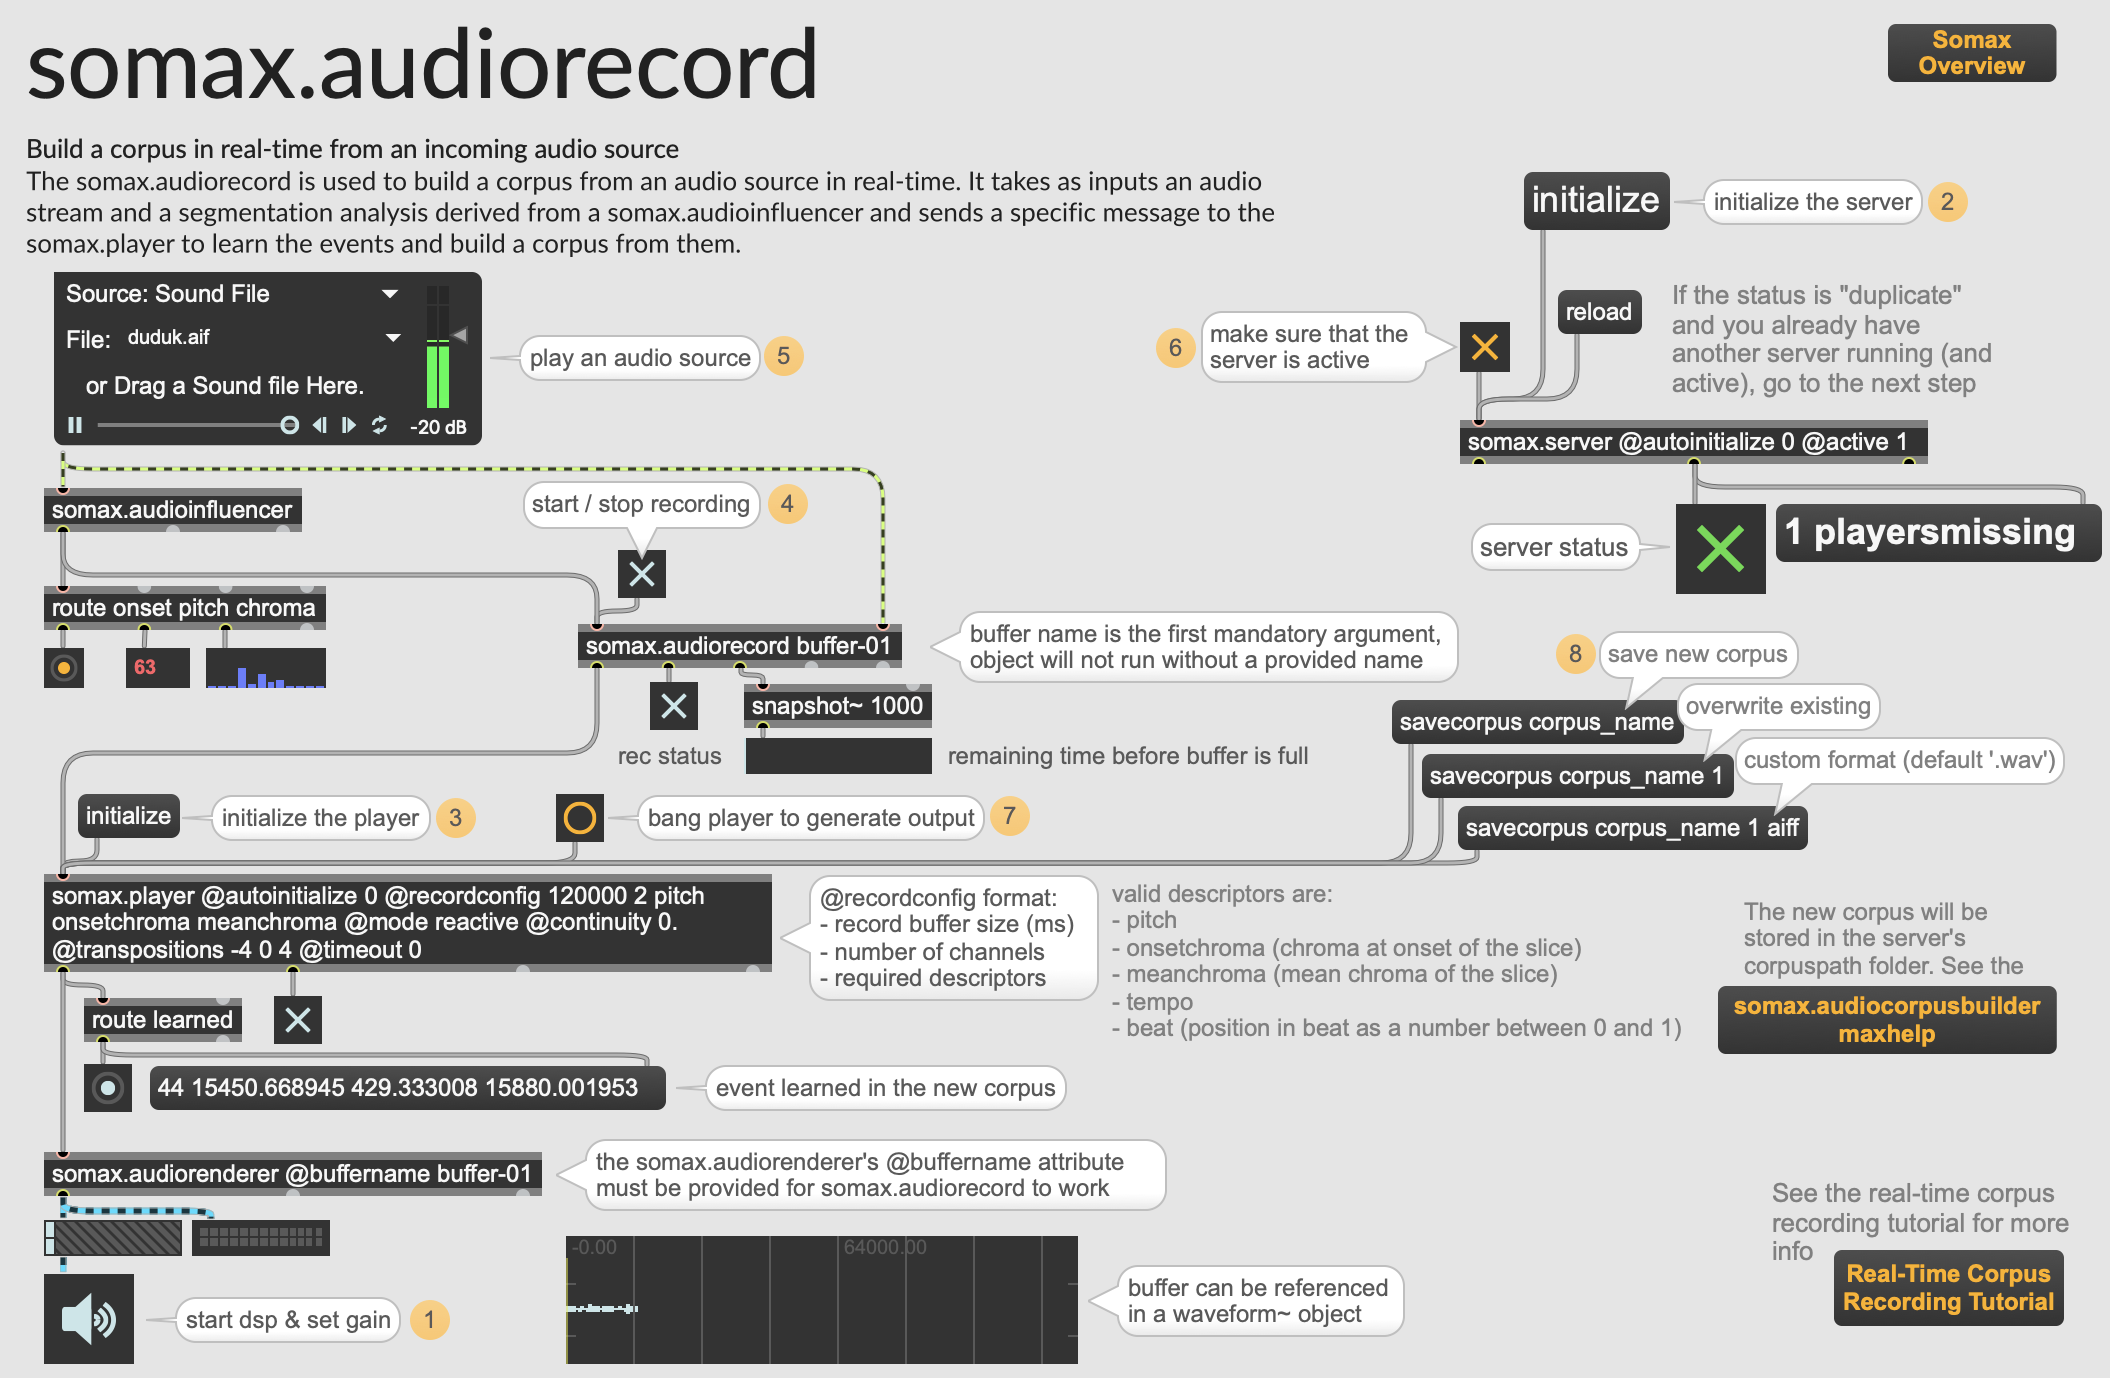 somax.audiorecord
Somax
Overview
Build a corpus in real-time from an incoming audio source
The somax.audiorecord is used to build a corpus from an audio source in real-time. It takes as inputs an audio
stream and a segmentation analysis derived from a somax.audioinfluencer and sends a specific message to the
somax.player to learn the events and build a corpus from them.
initialize
initialize the server
2
Source: Sound File
File: duduk.aif
or Drag a Sound file Here.
-20 dB
play an audio source
5
6
make sure that the
server is active
reload
If the status is "duplicate"
and you already have
another server running (and
active), go to the next step
somax.server @autoinitialize 0 @active 1
somax.audioinfluencer
start / stop recording
4
server status
1 playersmissing
route onset pitch chroma
63
somax.audiorecord buffer-01
buffer name is the first mandatory argument,
object will not run without a provided name
rec status
snapshot~ 1000
remaining time before buffer is full
8
save new corpus
savecorpus corpus_name
overwrite existing
savecorpus corpus_name 1
custom format (default '.wav')
savecorpus corpus_name 1 aiff
initialize
initialize the player
3
bang player to generate output
7
somax.player @autoinitialize 0 @recordconfig 120000 2 pitch
onsetchroma meanchroma @mode reactive @continuity 0.
@transpositions -4 0 4 @timeout 0
@recordconfig format:
- record buffer size (ms)
- number of channels
- required descriptors
valid descriptors are:
- pitch
- onsetchroma (chroma at onset of the slice)
- meanchroma (mean chroma of the slice)
- tempo
- beat (position in beat as a number between 0 and 1)
The new corpus will be
stored in the server's
corpuspath folder. See the
somax.audiocorpusbuilder
maxhelp
route learned
44 15450.668945 429.333008 15880.001953
event learned in the new corpus
somax.audiorenderer @buffername buffer-01
the somax.audiorenderer's @buffername attribute
must be provided for somax.audiorecord to work
start dsp & set gain
1
-0.00
64000.00
buffer can be referenced
in a waveform~ object
See the real-time corpus
recording tutorial for more
info
Real-Time Corpus
Recording Tutorial